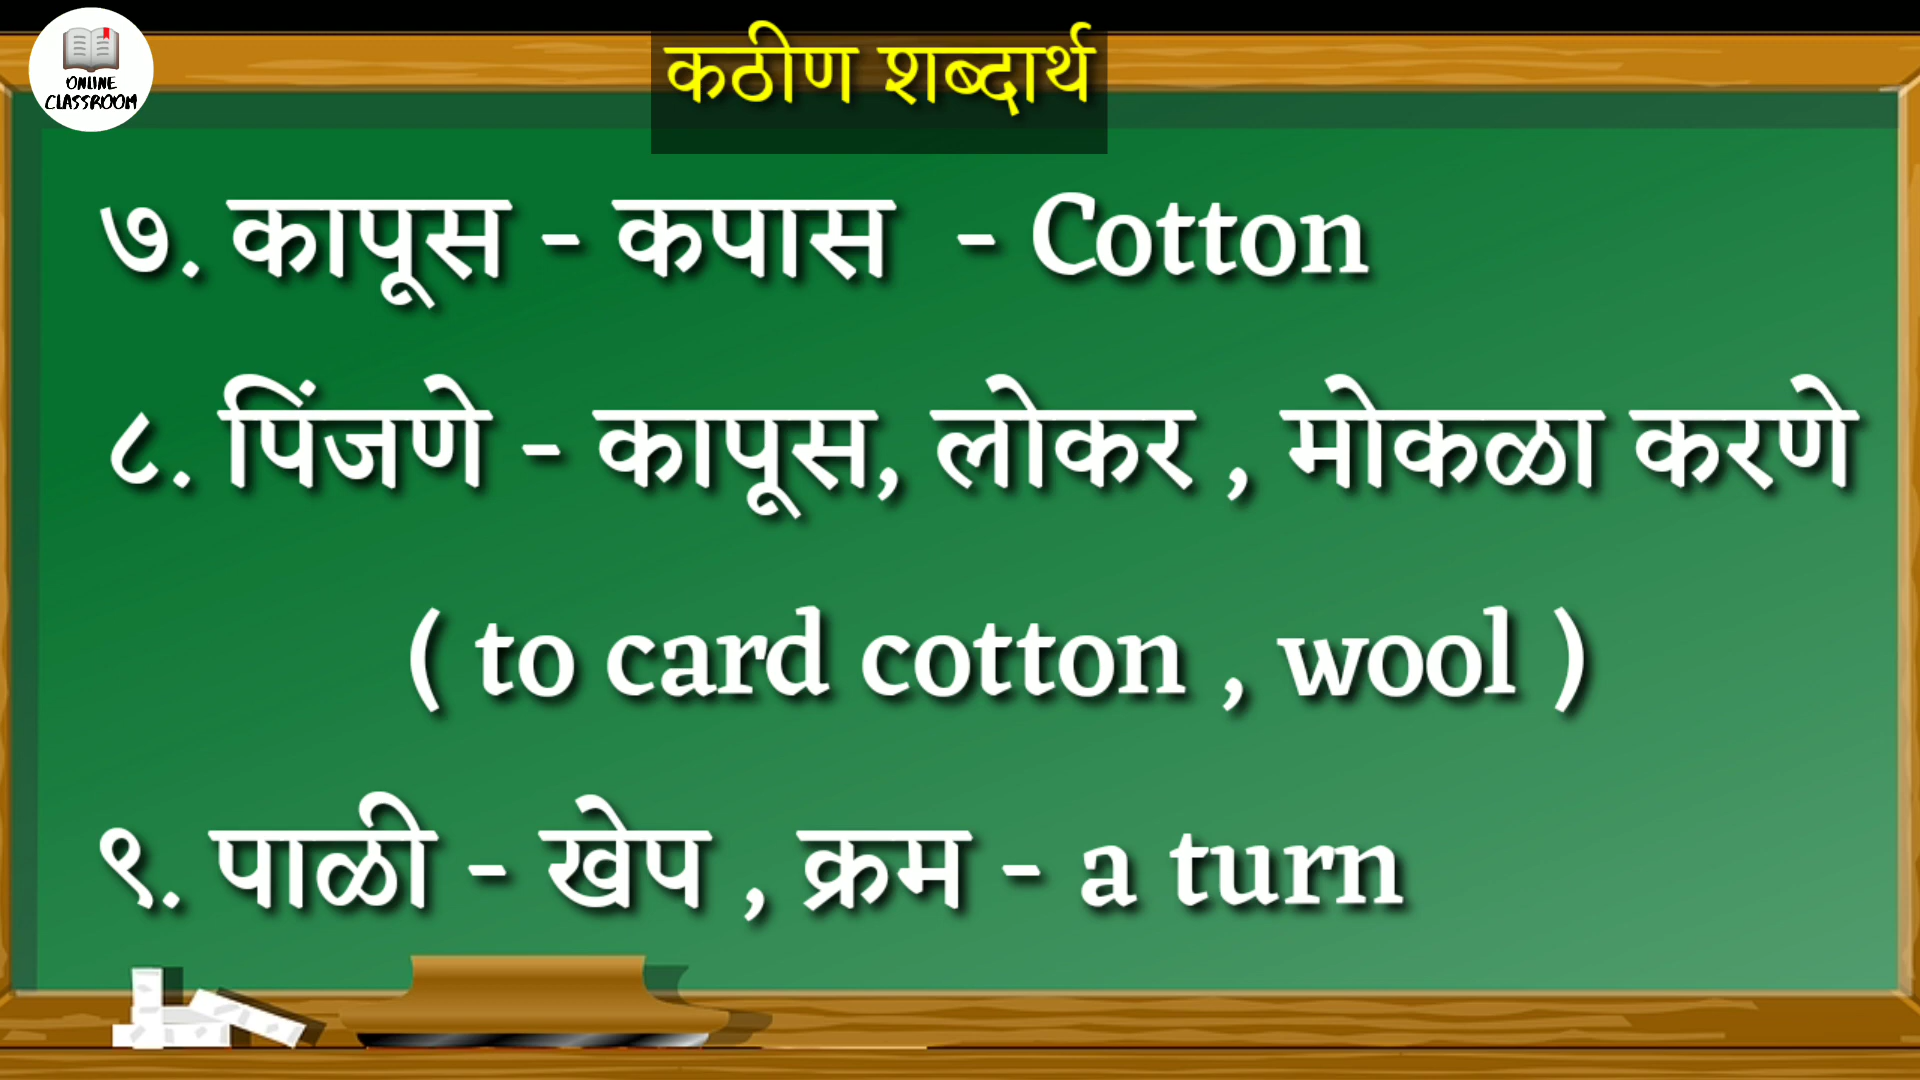 ONLINE
CLASSROOM
कठीण शब्दार्थ
७. कापूस - कपास - Cotton
८. पिंजणे - कापूस, लोकर , मोकळा करणे
( to card cotton , wool )
९. पाळी - खेप , क्रम - a turn